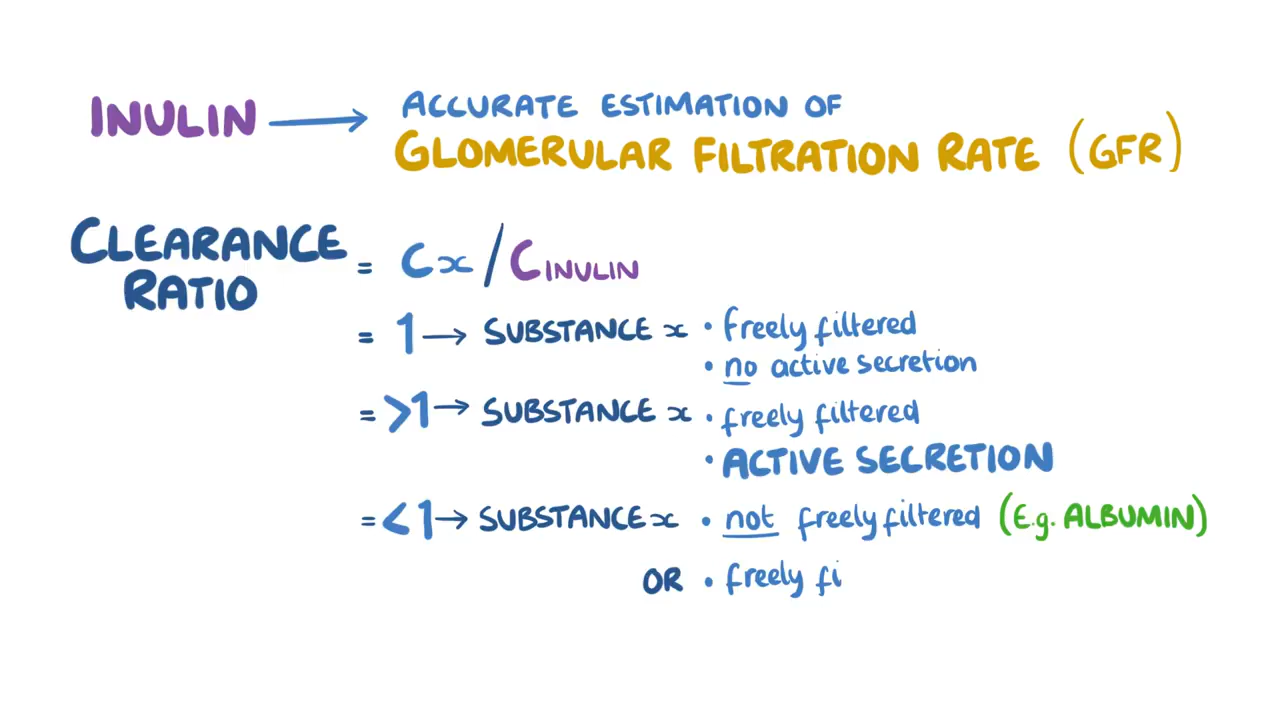 INULIN → ACCURATE ESTIMATION OF
GLOMERULAR FILTRATION RATE (GFR)
CLEARANCE
RATIO
= Cx / CINULIN
= 1 → SUBSTANCE x • freely filtered
• no active secretion
= >1 → SUBSTANCE x • freely filtered
• ACTIVE SECRETION
= <1 → SUBSTANCE x • not freely filtered (E.g. ALBUMIN)
OR • freely fi